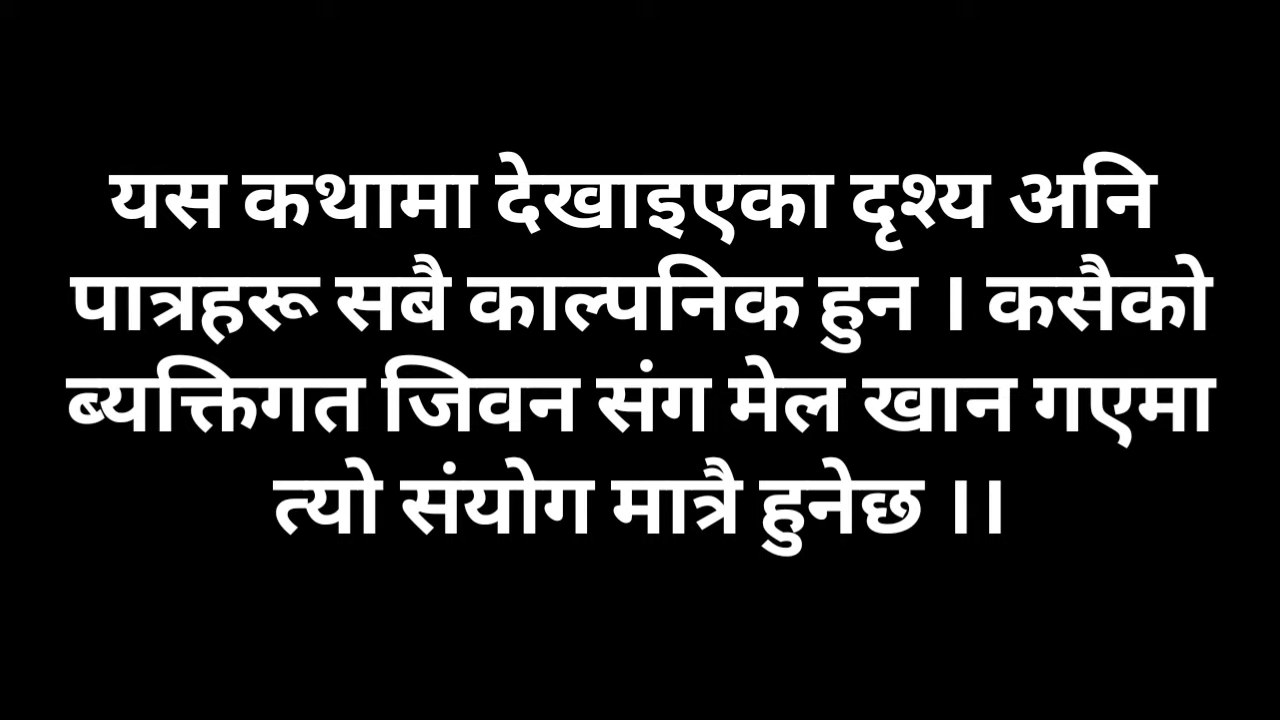 यस कथामा देखाइएका दृश्य अनि
पात्रहरू सबै काल्पनिक हुन । कसैको
ब्यक्तिगत जिवन संग मेल खान गएमा
त्यो संयोग मात्रै हुनेछ ।।